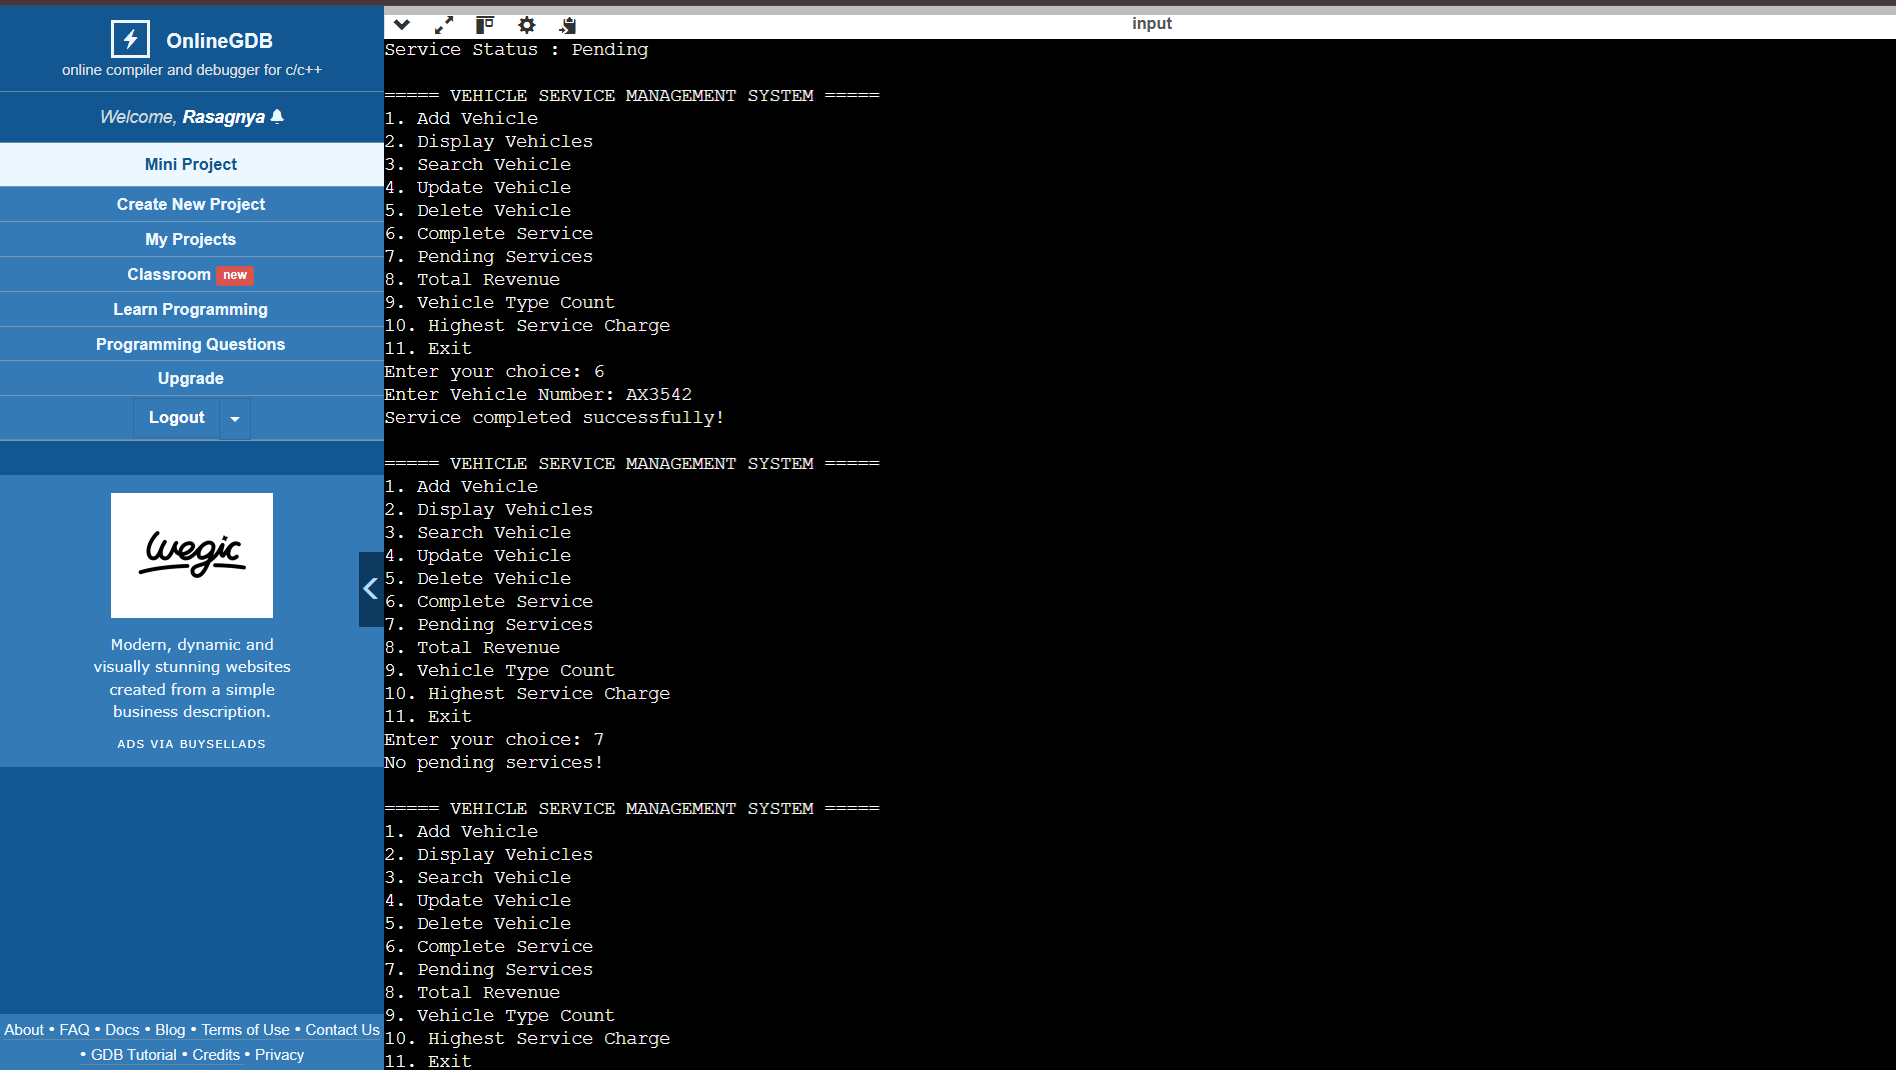 OnlineGDB
online compiler and debugger for c/c++
Welcome, Rasagnya
Mini Project
Create New Project
My Projects
Classroom new
Learn Programming
Programming Questions
Upgrade
Logout
wegic
Modern, dynamic and
visually stunning websites
created from a simple
business description.
ADS VIA BUYSELLADS
About • FAQ • Docs • Blog • Terms of Use • Contact Us
• GDB Tutorial • Credits • Privacy
input
Service Status : Pending
===== VEHICLE SERVICE MANAGEMENT SYSTEM =====
1. Add Vehicle
2. Display Vehicles
3. Search Vehicle
4. Update Vehicle
5. Delete Vehicle
6. Complete Service
7. Pending Services
8. Total Revenue
9. Vehicle Type Count
10. Highest Service Charge
11. Exit
Enter your choice: 6
Enter Vehicle Number: AX3542
Service completed successfully!
===== VEHICLE SERVICE MANAGEMENT SYSTEM =====
1. Add Vehicle
2. Display Vehicles
3. Search Vehicle
4. Update Vehicle
5. Delete Vehicle
6. Complete Service
7. Pending Services
8. Total Revenue
9. Vehicle Type Count
10. Highest Service Charge
11. Exit
Enter your choice: 7
No pending services!
===== VEHICLE SERVICE MANAGEMENT SYSTEM =====
1. Add Vehicle
2. Display Vehicles
3. Search Vehicle
4. Update Vehicle
5. Delete Vehicle
6. Complete Service
7. Pending Services
8. Total Revenue
9. Vehicle Type Count
10. Highest Service Charge
11. Exit